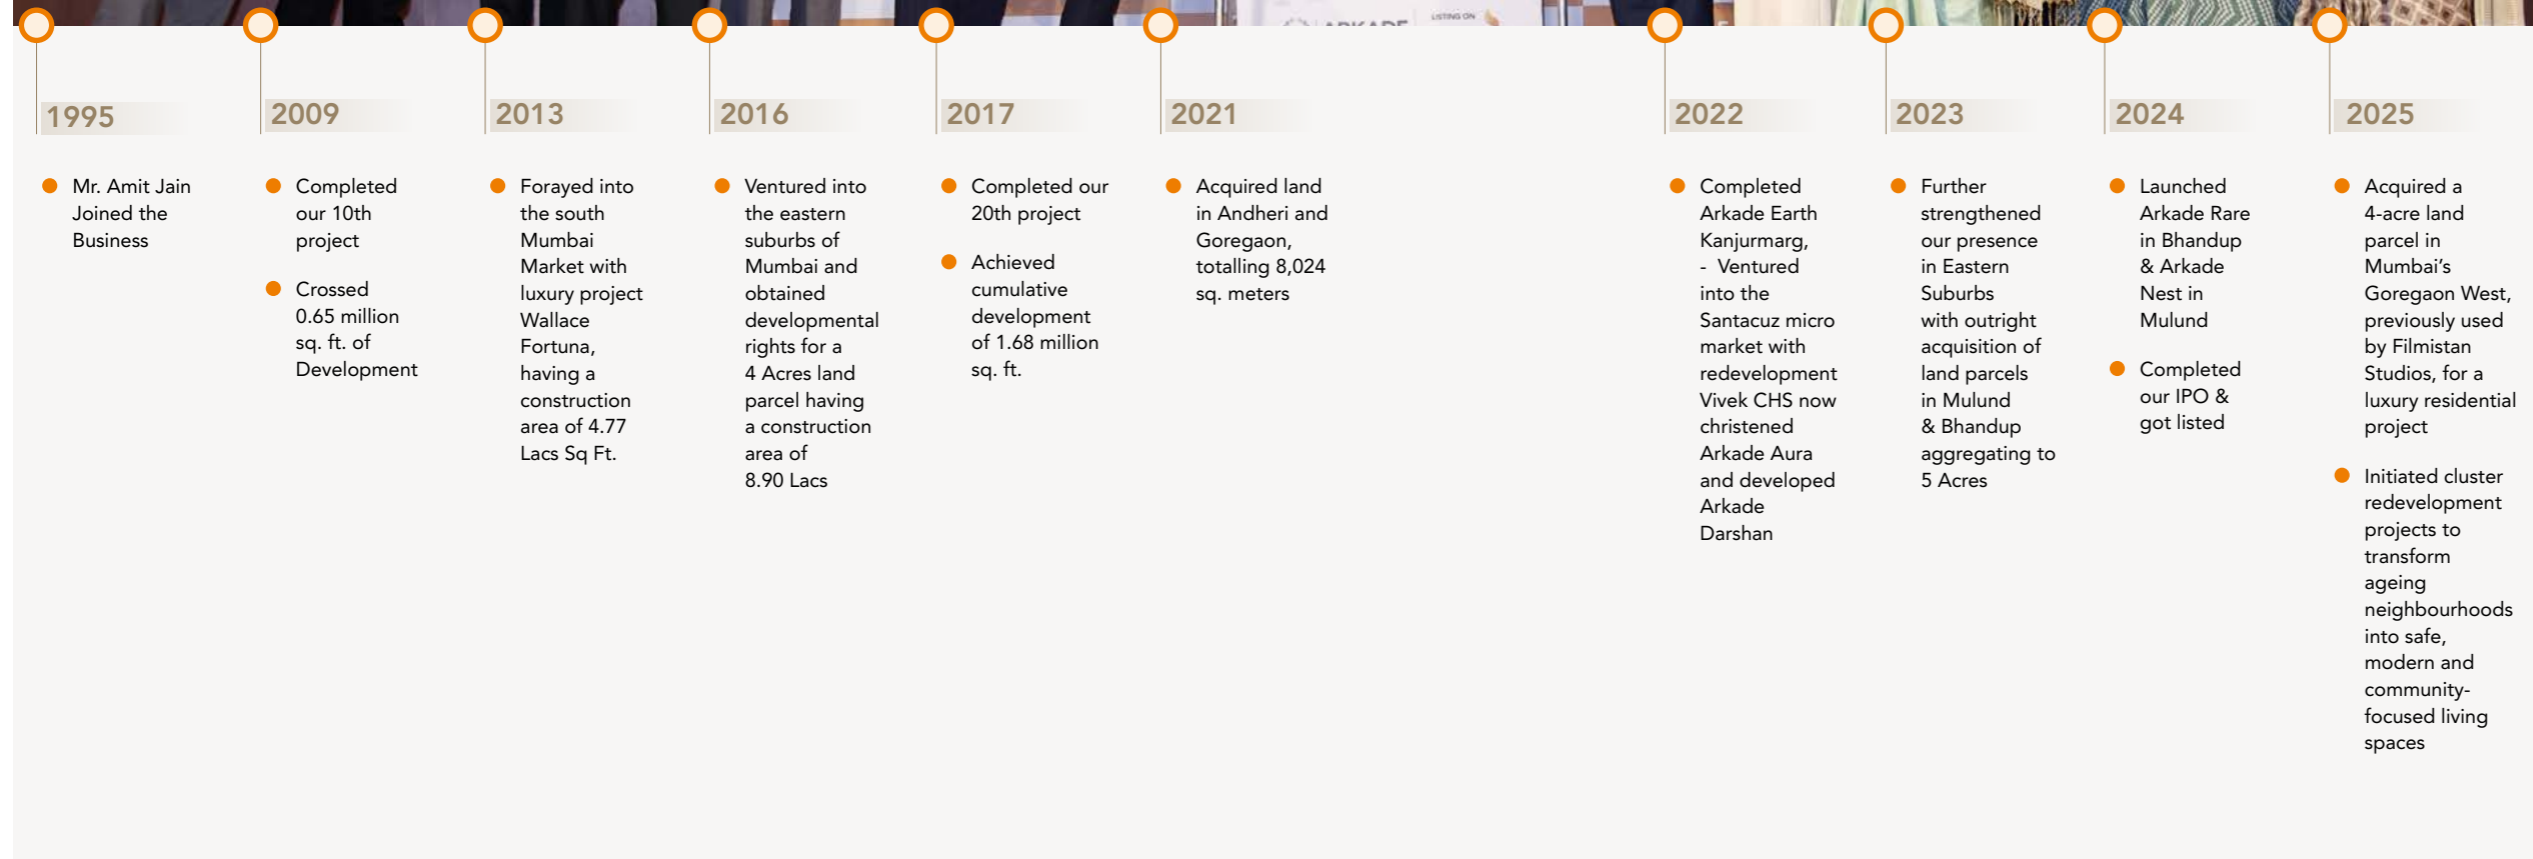 ARKADE
LISTING ON
1995
Mr. Amit Jain
Joined the
Business
2009
Completed
our 10th
project
Crossed
0.65 million
sq. ft. of
Development
2013
Forayed into
the south
Mumbai
Market with
luxury project
Wallace
Fortuna,
having a
construction
area of 4.77
Lacs Sq Ft.
2016
Ventured into
the eastern
suburbs of
Mumbai and
obtained
developmental
rights for a
4 Acres land
parcel having
a construction
area of
8.90 Lacs
2017
Completed our
20th project
Achieved
cumulative
development
of 1.68 million
sq. ft.
2021
Acquired land
in Andheri and
Goregaon,
totalling 8,024
sq. meters
2022
Completed
Arkade Earth
Kanjurmarg,
- Ventured
into the
Santacuz micro
market with
redevelopment
Vivek CHS now
christened
Arkade Aura
and developed
Arkade
Darshan
2023
Further
strengthened
our presence
in Eastern
Suburbs
with outright
acquisition of
land parcels
in Mulund
& Bhandup
aggregating to
5 Acres
2024
Launched
Arkade Rare
in Bhandup
& Arkade
Nest in
Mulund
Completed
our IPO &
got listed
2025
Acquired a
4-acre land
parcel in
Mumbai’s
Goregaon West,
previously used
by Filmistan
Studios, for a
luxury residential
project
Initiated cluster
redevelopment
projects to
transform
ageing
neighbourhoods
into safe,
modern and
community-
focused living
spaces